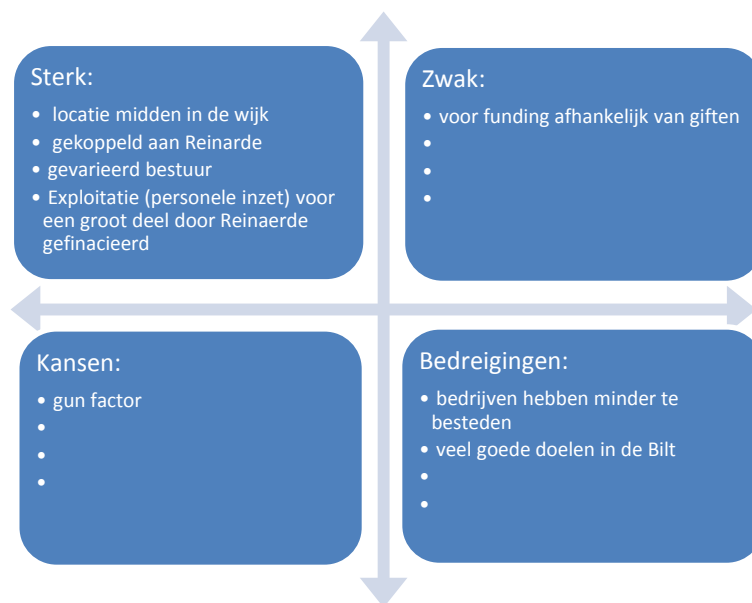 Sterk:
• locatie midden in de wijk
• gekoppeld aan Reinarde
• gevarieerd bestuur
• Exploitatie (personele inzet) voor
een groot deel door Reinaerde
gefinacieerd
Zwak:
• voor funding afhankelijk van giften
•
•
•
Kansen:
• gun factor
•
•
•
Bedreigingen:
• bedrijven hebben minder te
besteden
• veel goede doelen in de Bilt
•
•